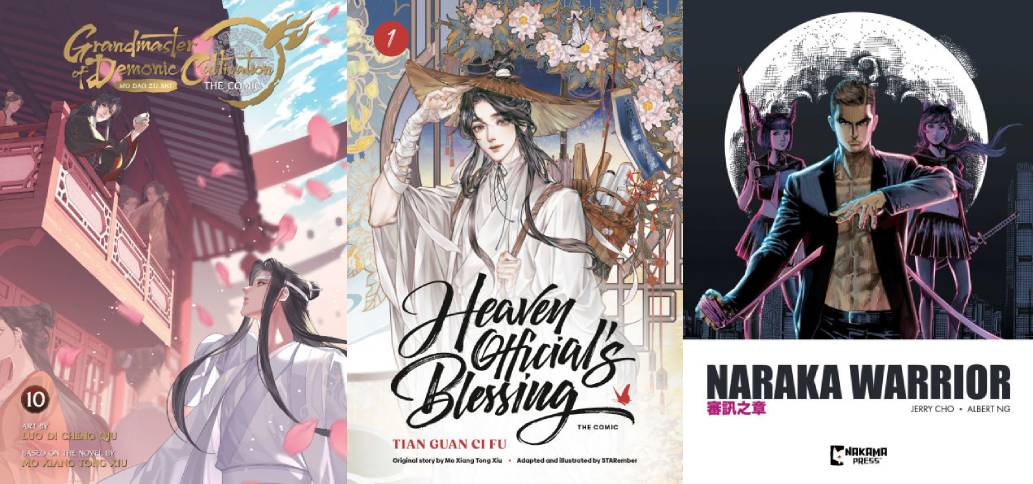 Grandmaster
of Demonic Cultivation
MO DAO ZU SHI
THE COMIC
10
ART BY
LUO DI CHENG QIU
BASED ON THE NOVEL BY
MO XIANG TONG XIU
1
Heaven
Official's
Blessing
THE COMIC
TIAN GUAN CI FU
Original story by Mo Xiang Tong Xiu • Adapted and illustrated by STARember
NARAKA WARRIOR
審訊之章
JERRY CHO • ALBERT NG
NAKAMA
PRESS